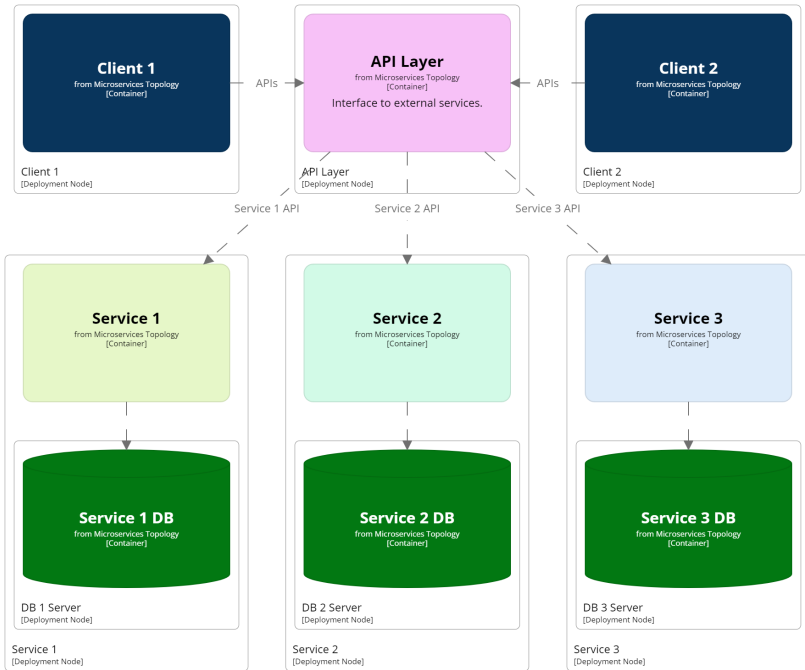 Client 1
from Microservices Topology
[Container]
Client 1
[Deployment Node]
APIs
API Layer
from Microservices Topology
[Container]
Interface to external services.
API Layer
[Deployment Node]
APIs
Client 2
from Microservices Topology
[Container]
Client 2
[Deployment Node]
Service 1 API
Service 2 API
Service 3 API
Service 1
from Microservices Topology
[Container]
Service 2
from Microservices Topology
[Container]
Service 3
from Microservices Topology
[Container]
Service 1 DB
from Microservices Topology
[Container]
DB 1 Server
[Deployment Node]
Service 1
[Deployment Node]
Service 2 DB
from Microservices Topology
[Container]
DB 2 Server
[Deployment Node]
Service 2
[Deployment Node]
Service 3 DB
from Microservices Topology
[Container]
DB 3 Server
[Deployment Node]
Service 3
[Deployment Node]